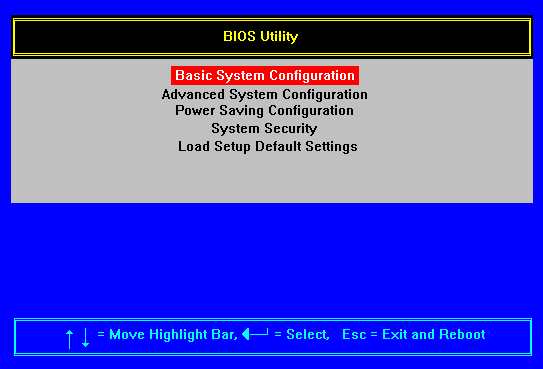 BIOS Utility
Basic System Configuration
Advanced System Configuration
Power Saving Configuration
System Security
Load Setup Default Settings
↑ ↓ = Move Highlight Bar, ◄─┘ = Select, Esc = Exit and Reboot